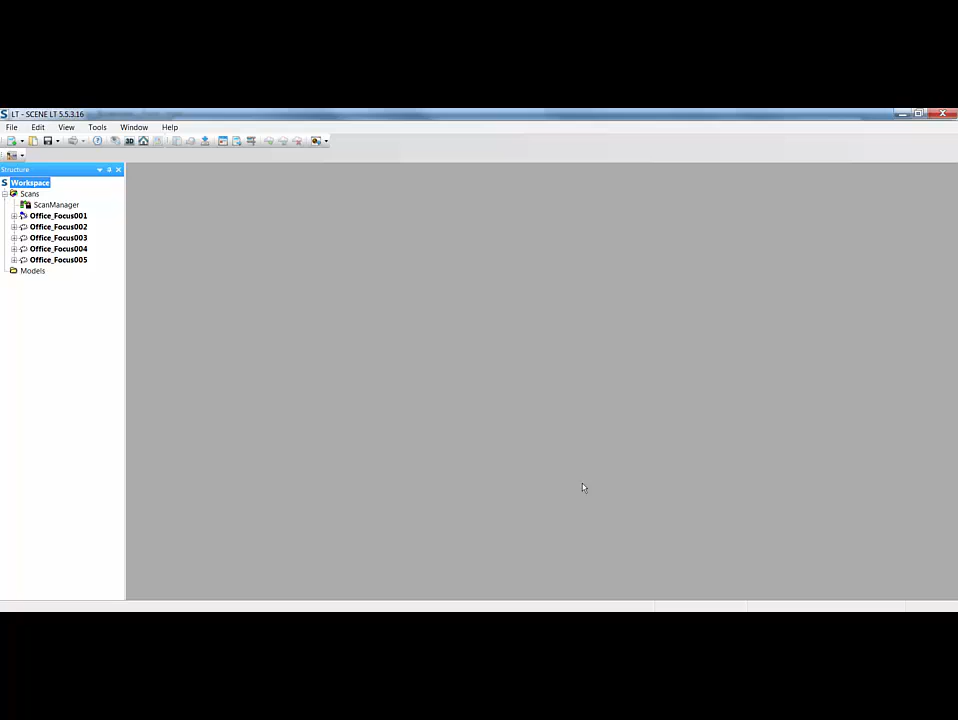 LT - SCENE LT 5.5.3.16
File Edit View Tools Window Help
3D
Structure
Workspace
Scans
ScanManager
Office_Focus001
Office_Focus002
Office_Focus003
Office_Focus004
Office_Focus005
Models